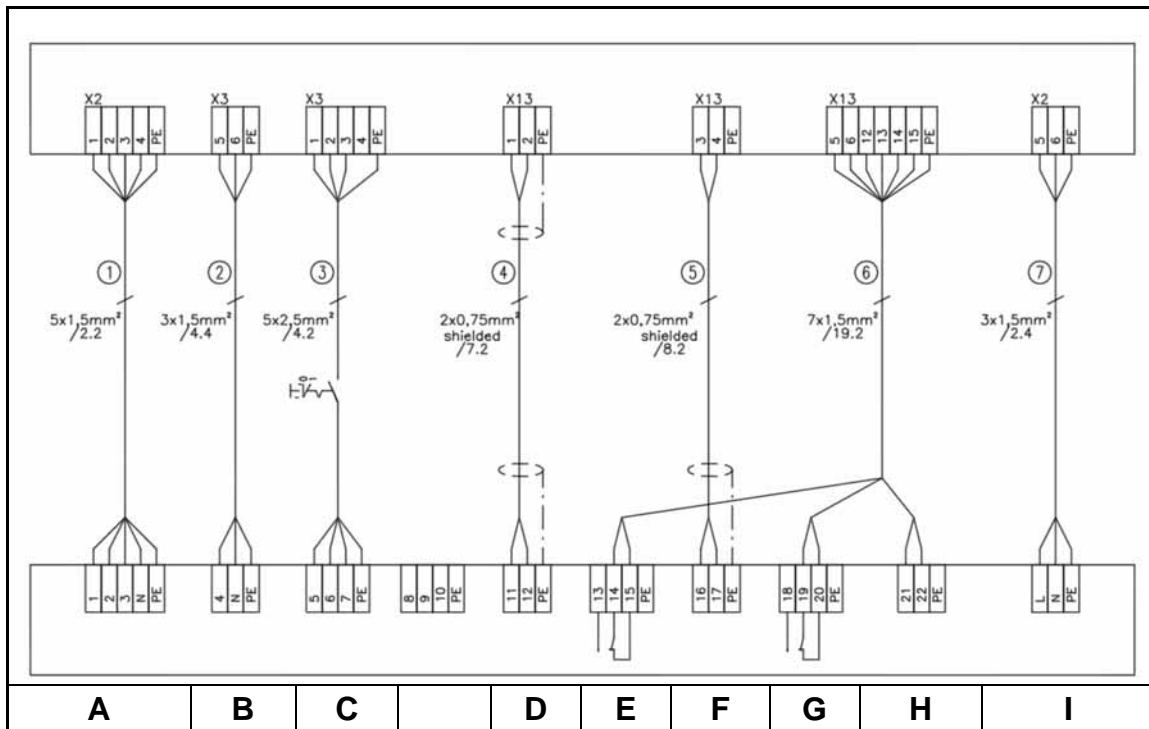 X2 X3 X3 X13 X13 X13 X2
1 2 3 4 PE 5 6 PE 1 2 3 4 PE 1 2 PE 3 4 PE 5 6 12 13 14 15 PE 5 6 PE
1 2 3 4 5 6 7
5x1,5mm² 3x1,5mm² 5x2,5mm² 2x0,75mm² 2x0,75mm² 7x1,5mm² 3x1,5mm²
/2.2 /4.4 /4.2 shielded shielded /19.2 /2.4
/7.2 /8.2
0 1
1 2 3 N PE 4 N PE 5 6 7 PE 8 9 10 PE 11 12 PE 13 14 15 PE 16 17 PE 18 19 20 PE 21 22 PE L N PE
A B C D E F G H I